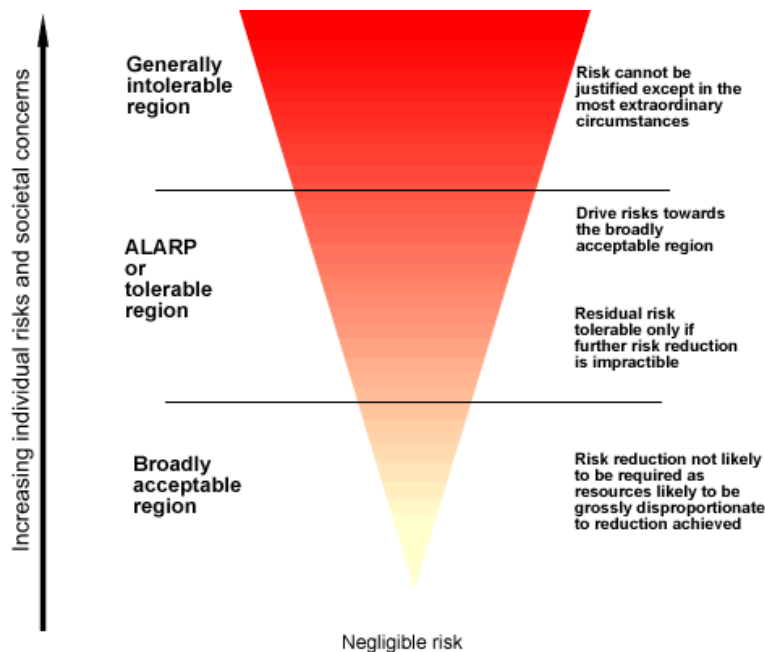 Increasing individual risks and societal concerns
Generally
intolerable
region
Risk cannot be
justified except in the
most extraordinary
circumstances
ALARP
or
tolerable
region
Drive risks towards
the broadly
acceptable region
Residual risk
tolerable only if
further risk reduction
is impractible
Broadly
acceptable
region
Risk reduction not likely
to be required as
resources likely to be
grossly disproportionate
to reduction achieved
Negligible risk